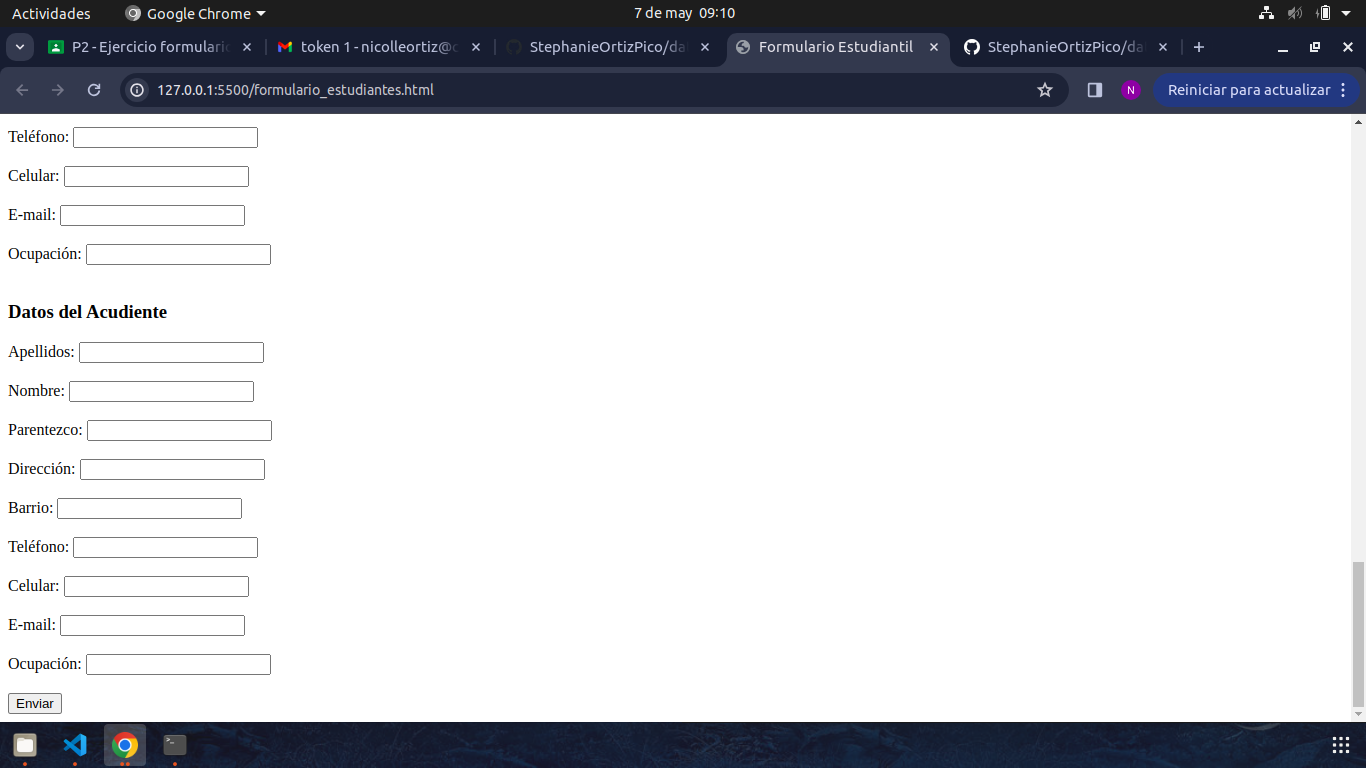 Actividades Google Chrome 7 de may 09:10
P2 - Ejercicio formulario token 1 - nicolleortiz@ StephanieOrtizPico/da Formulario Estudiantil StephanieOrtizPico/da
127.0.0.1:5500/formulario_estudiantes.html N Reiniciar para actualizar
Teléfono:
Celular:
E-mail:
Ocupación:
Datos del Acudiente
Apellidos:
Nombre:
Parentezco:
Dirección:
Barrio:
Teléfono:
Celular:
E-mail:
Ocupación:
Enviar